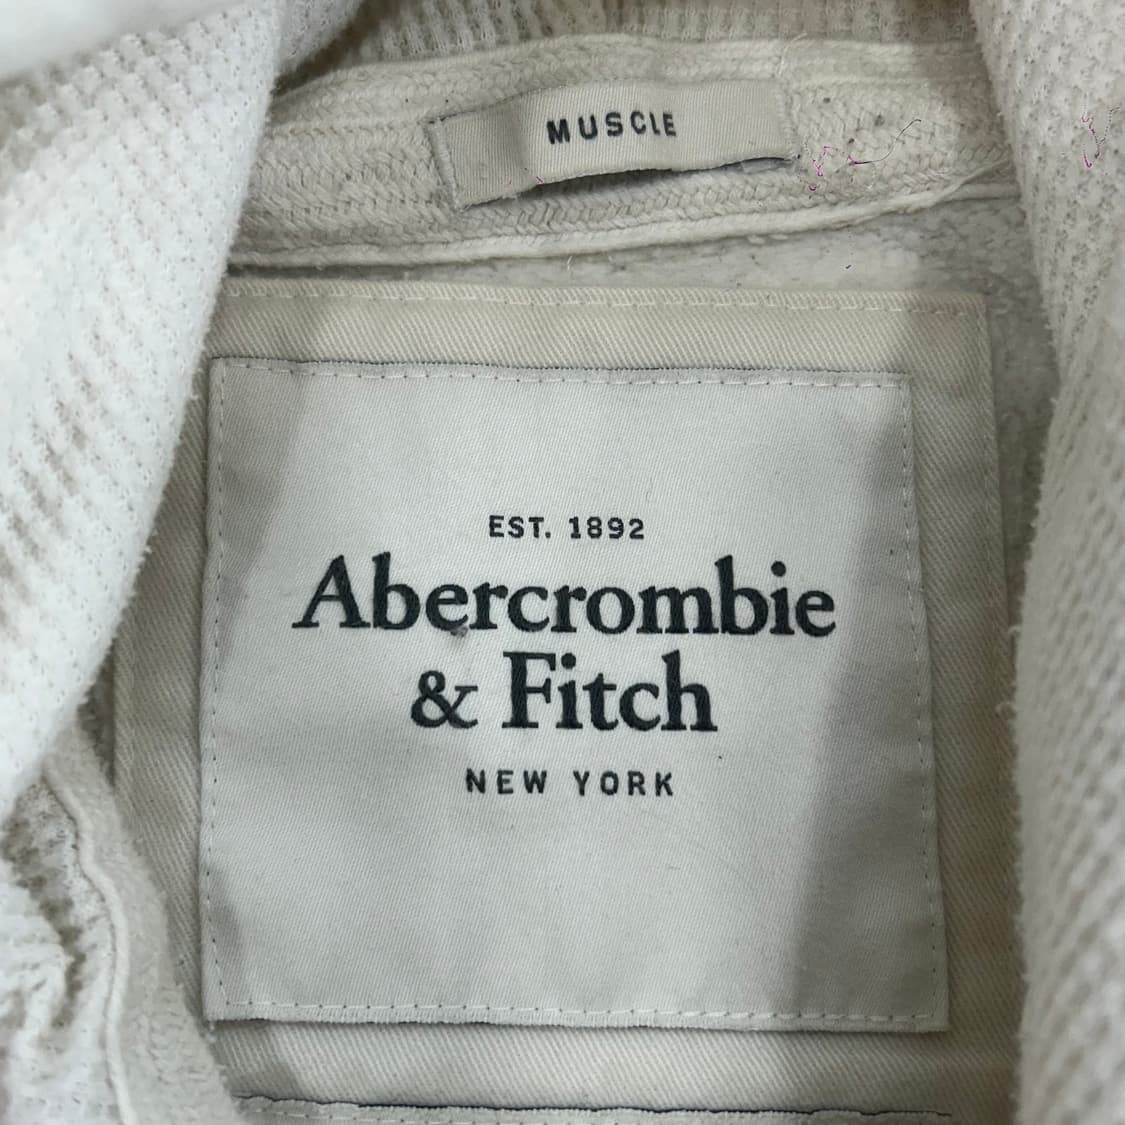 MUSCLE
EST. 1892
Abercrombie
& Fitch
NEW YORK